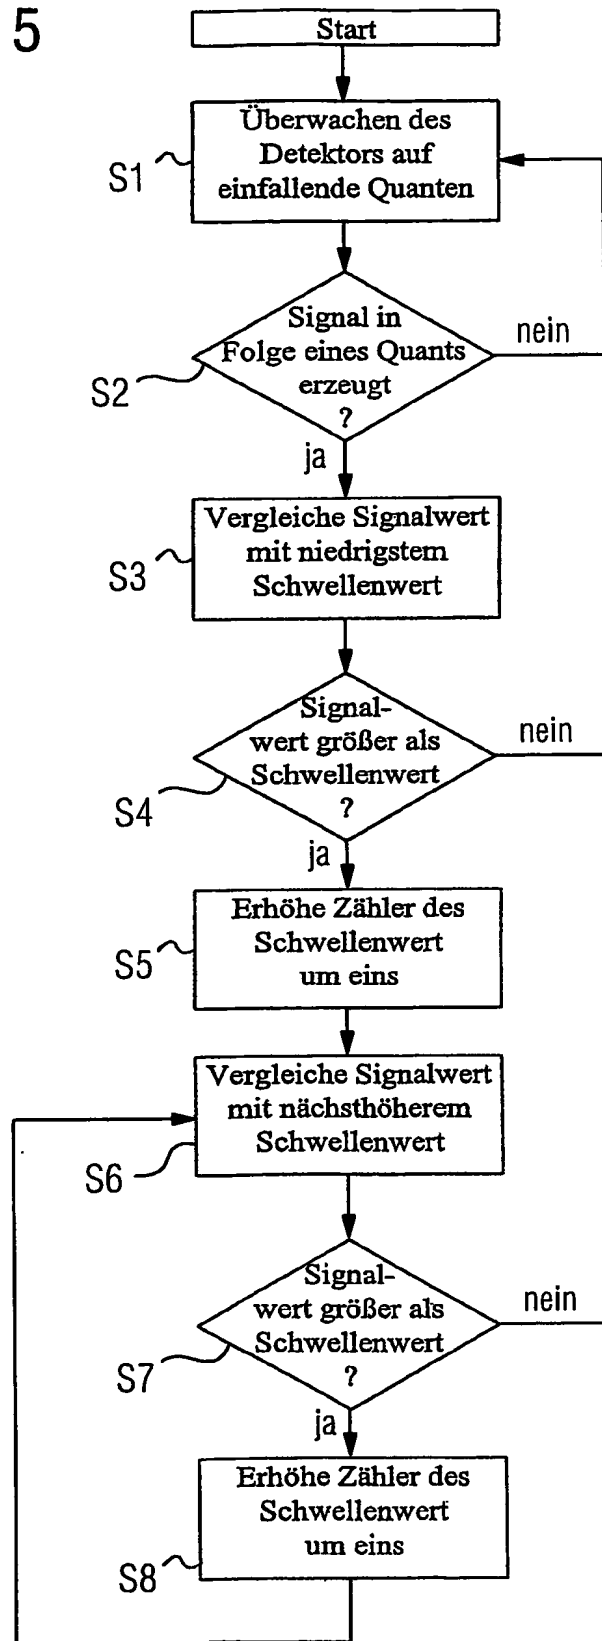 5
Start
Überwachen des
Detektors auf
einfallende Quanten
S1
Signal in
Folge eines Quants
erzeugt
?
nein
S2
ja
Vergleiche Signalwert
mit niedrigstem
Schwellenwert
S3
Signal-
wert größer als
Schwellenwert
?
nein
S4
ja
Erhöhe Zähler des
Schwellenwert
um eins
S5
Vergleiche Signalwert
mit nächsthöherem
Schwellenwert
S6
Signal-
wert größer als
Schwellenwert
?
nein
S7
ja
Erhöhe Zähler des
Schwellenwert
um eins
S8